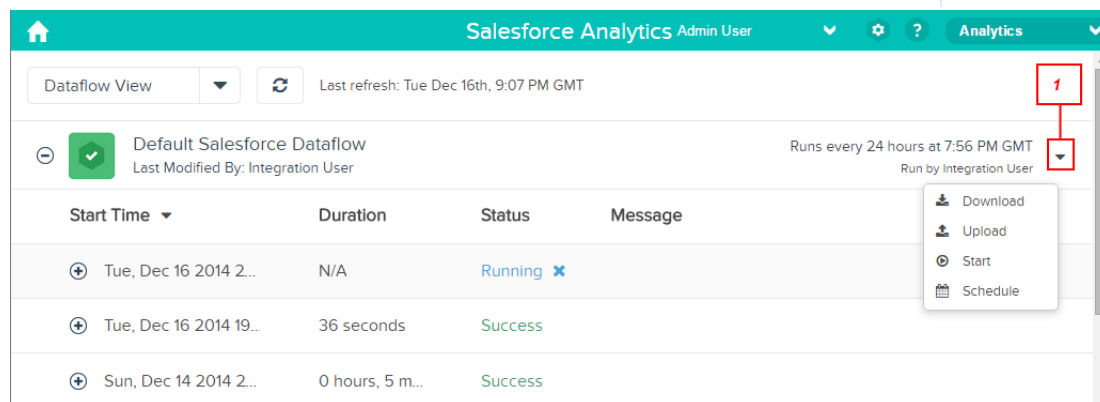 Salesforce Analytics Admin User ? Analytics
Dataflow View Last refresh: Tue Dec 16th, 9:07 PM GMT
1
Default Salesforce Dataflow
Last Modified By: Integration User
Runs every 24 hours at 7:56 PM GMT
Run by Integration User
Download
Upload
Start
Schedule
Start Time Duration Status Message
Tue, Dec 16 2014 2... N/A Running
Tue, Dec 16 2014 19... 36 seconds Success
Sun, Dec 14 2014 2... 0 hours, 5 m... Success